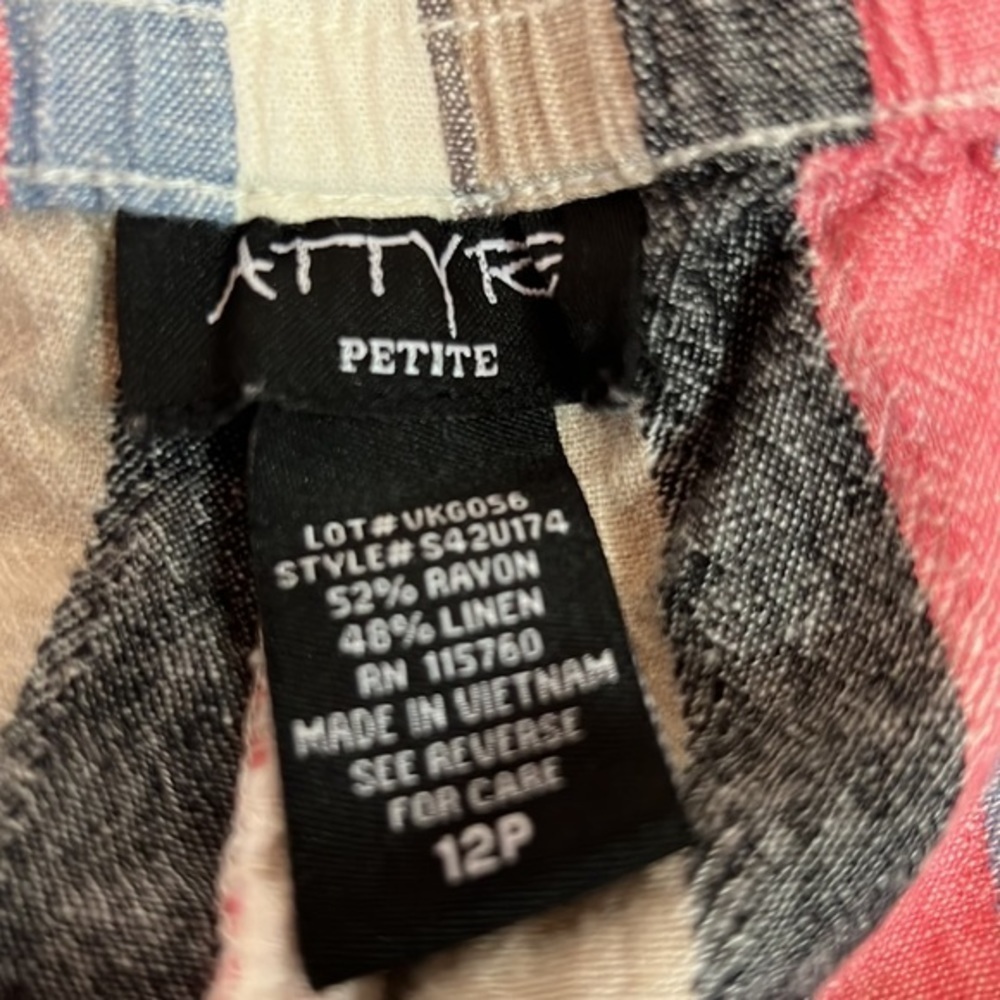 ATTYRE
PETITE
LOT# VKG056
STYLE# S42U174
52% RAYON
48% LINEN
RN 115760
MADE IN VIETNAM
SEE REVERSE
FOR CARE
12P